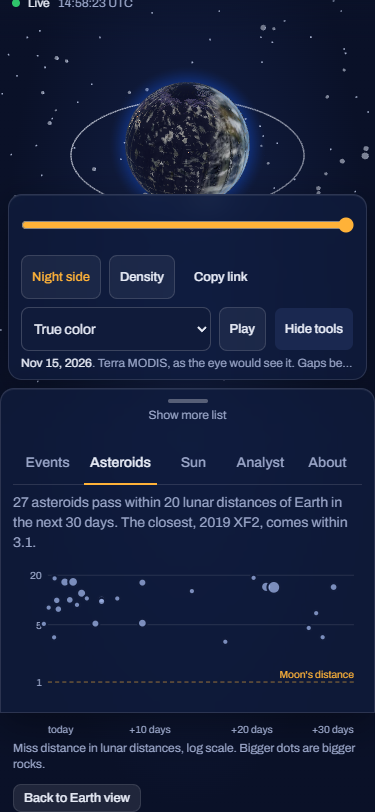 Live 14:58:23 UTC
Night side Density Copy link
True color Play Hide tools
Nov 15, 2026. Terra MODIS, as the eye would see it. Gaps be...
Show more list
Events Asteroids Sun Analyst About
27 asteroids pass within 20 lunar distances of Earth in
the next 30 days. The closest, 2019 XF2, comes within
3.1.
20
5
Moon's distance
1
today +10 days +20 days +30 days
Miss distance in lunar distances, log scale. Bigger dots are bigger
rocks.
Back to Earth view